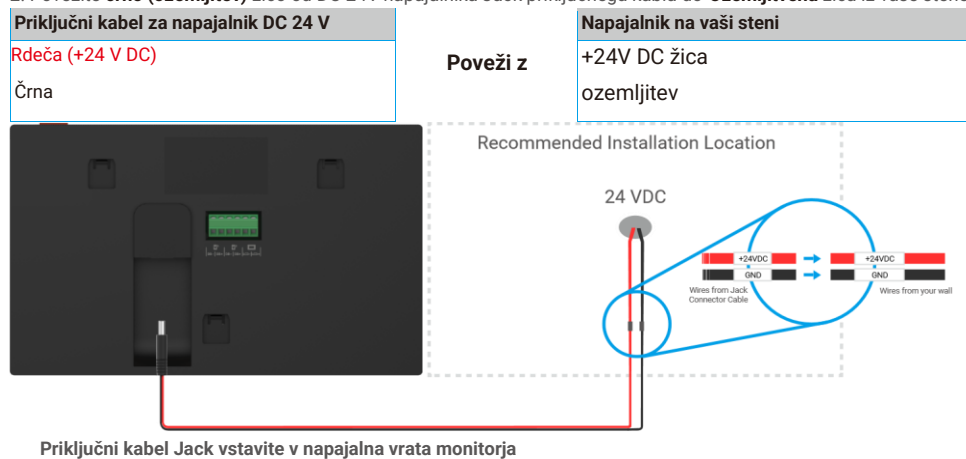 Priključni kabel za napajalnik DC 24 V
Napajalnik na vaši steni
Rdeča (+24 V DC)
Poveži z
+24V DC žica
Črna
ozemljitev
Recommended Installation Location
24 VDC
+24VDC
+24VDC
GND
GND
Wires from Jack
Connector Cable
Wires from your wall
Priključni kabel Jack vstavite v napajalna vrata monitorja